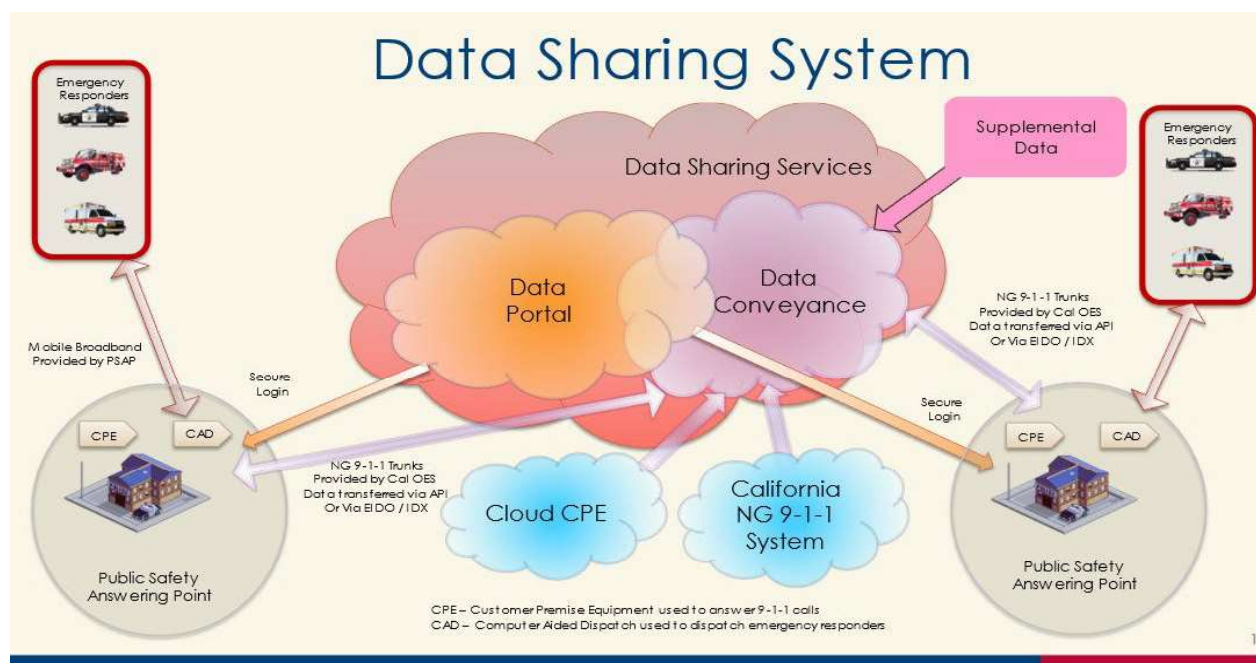 Data Sharing System
Emergency
Responders
Supplemental
Data
Emergency
Responders
Data Sharing Services
Data
Portal
Data
Conveyance
NG 9-1-1 Trunks
Provided by Cal OES
Data transferred via API
Or Via EIDO / IDX
Mobile Broadband
Provided by PSAP
Secure
Login
Secure
Login
CPE
CAD
CPE
CAD
NG 9-1-1 Trunks
Provided by Cal OES
Data transferred via API
Or Via EIDO / IDX
Cloud CPE
California
NG 9-1-1
System
Public Safety
Answering Point
Public Safety
Answering Point
CPE – Customer Premise Equipment used to answer 9-1-1 calls
CAD – Computer Aided Dispatch used to dispatch emergency responders
1